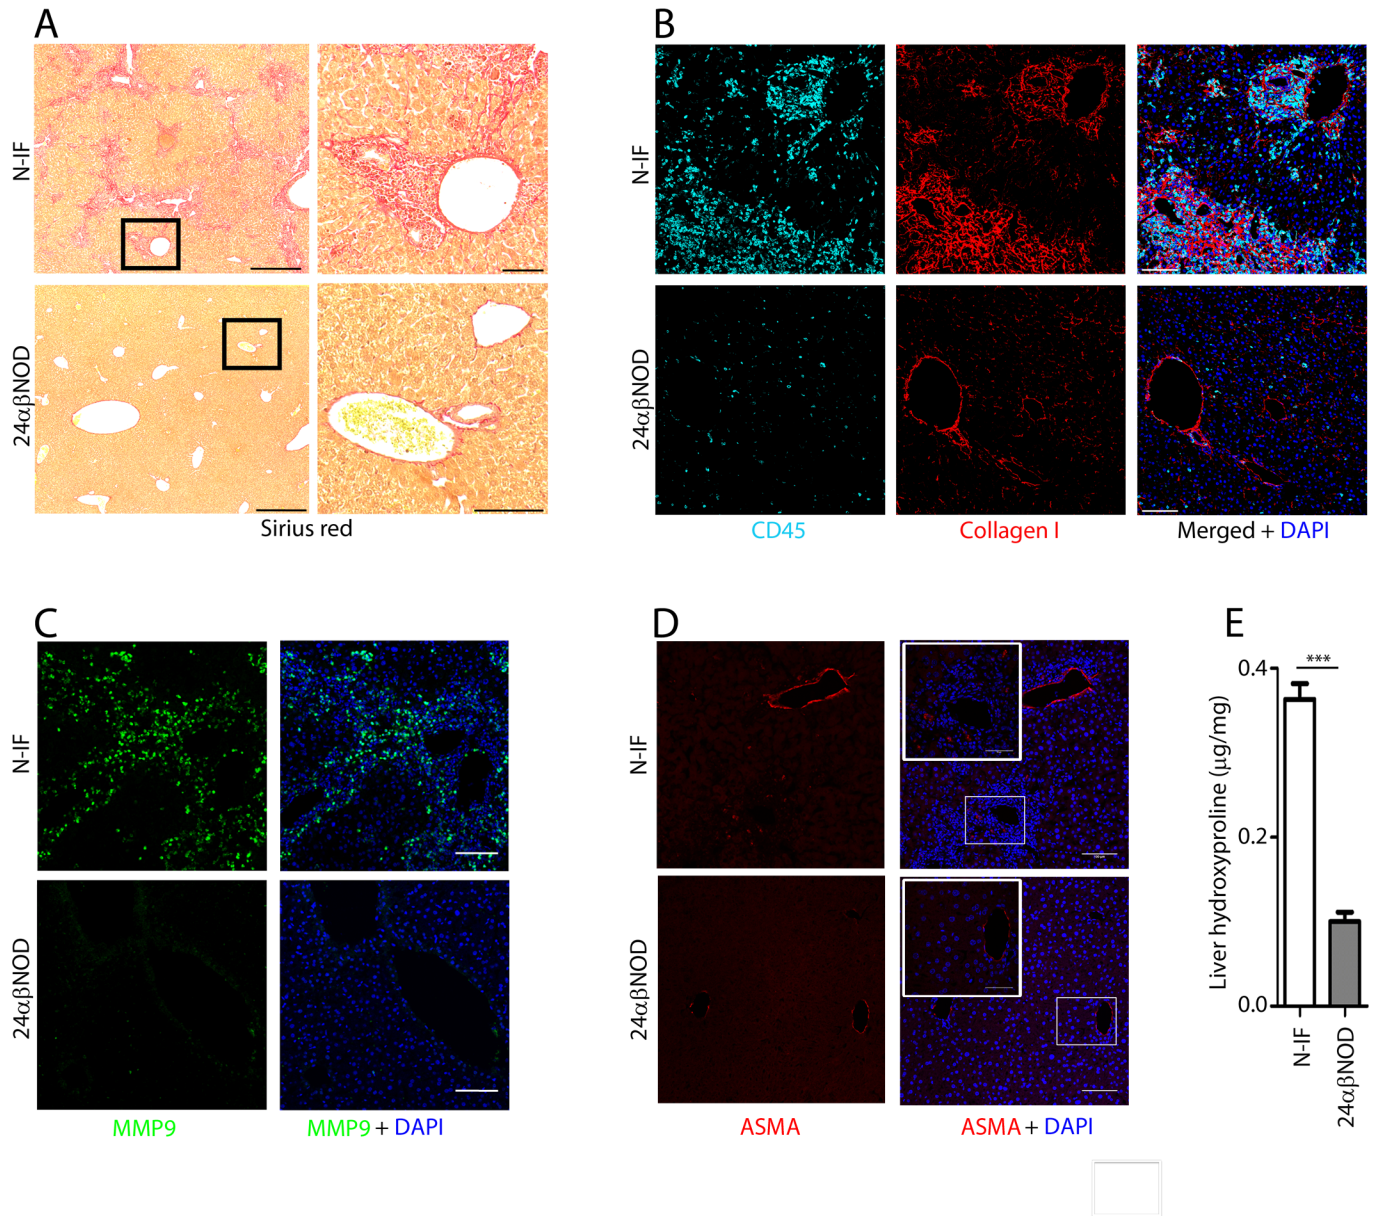 A
N-IF
24αβNOD
Sirius red
B
N-IF
24αβNOD
CD45
Collagen I
Merged + DAPI
C
N-IF
24αβNOD
MMP9
MMP9 + DAPI
D
N-IF
24αβNOD
ASMA
ASMA + DAPI
E
***
Liver hydroxyproline (μg/mg)
0.4
0.2
0.0
N-IF
24αβNOD